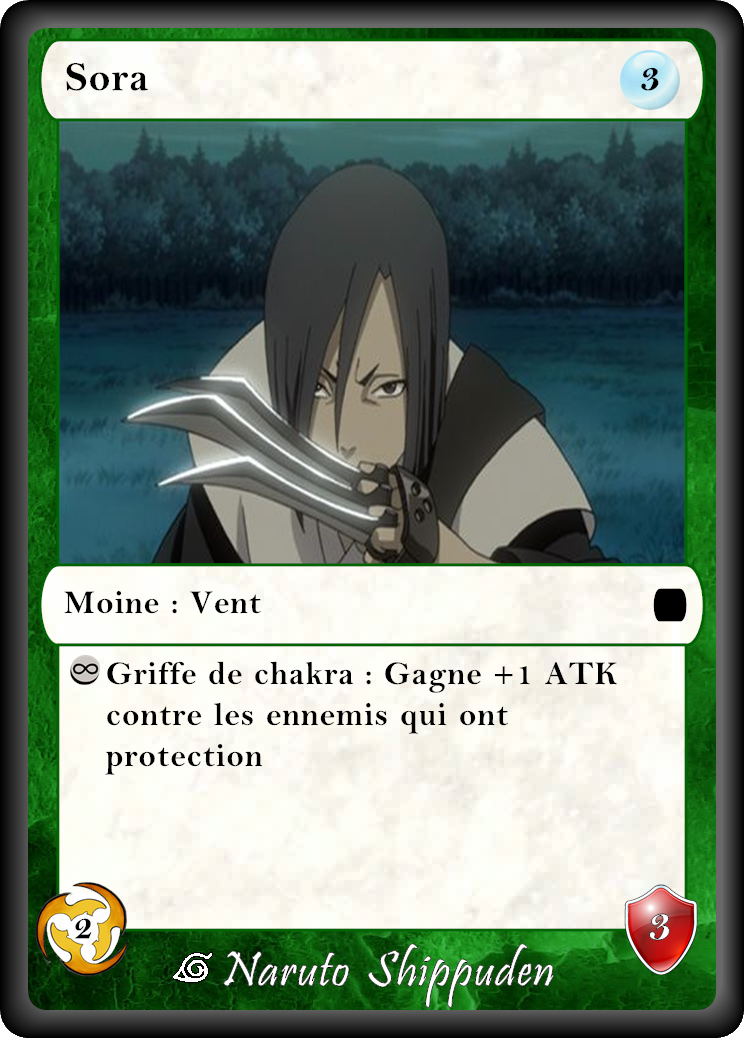 Sora
3
Moine : Vent
∞ Griffe de chakra : Gagne +1 ATK
contre les ennemis qui ont
protection
2
3
Naruto Shippuden